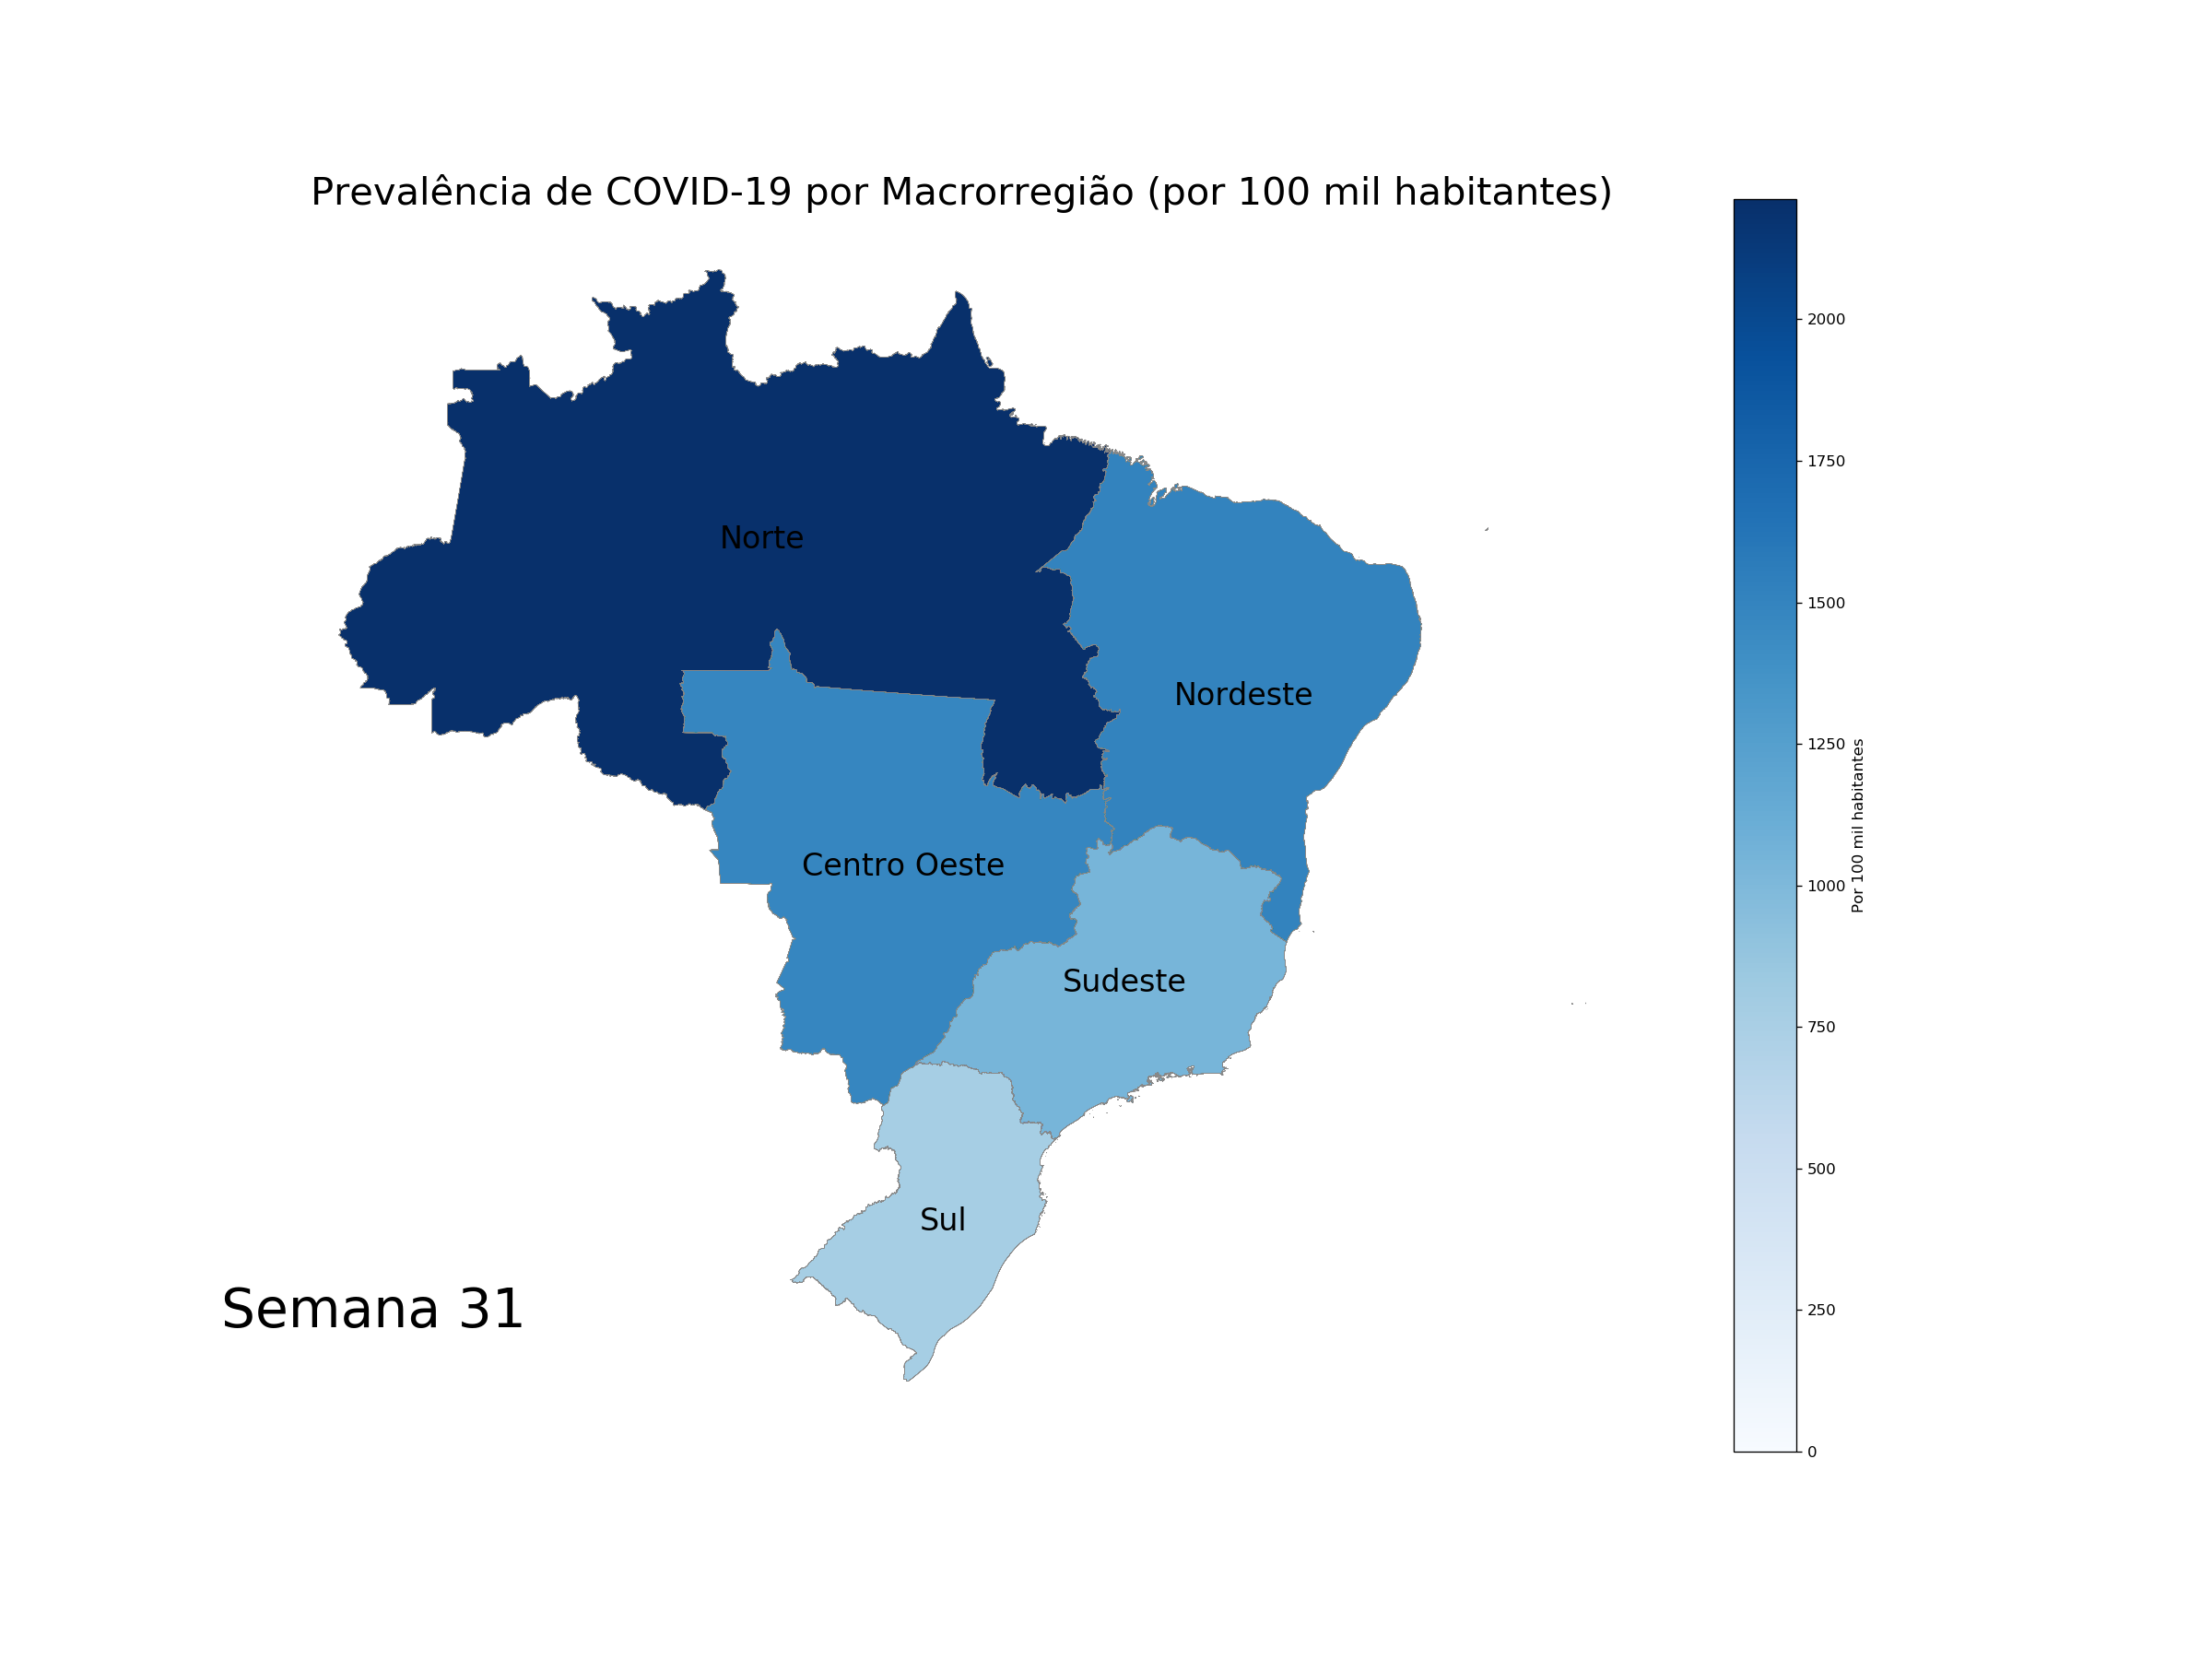 Prevalência de COVID-19 por Macrorregião (por 100 mil habitantes)
Norte
Nordeste
Centro Oeste
Sudeste
Sul
Semana 31
2000
1750
1500
1250
1000
750
500
250
0
Por 100 mil habitantes